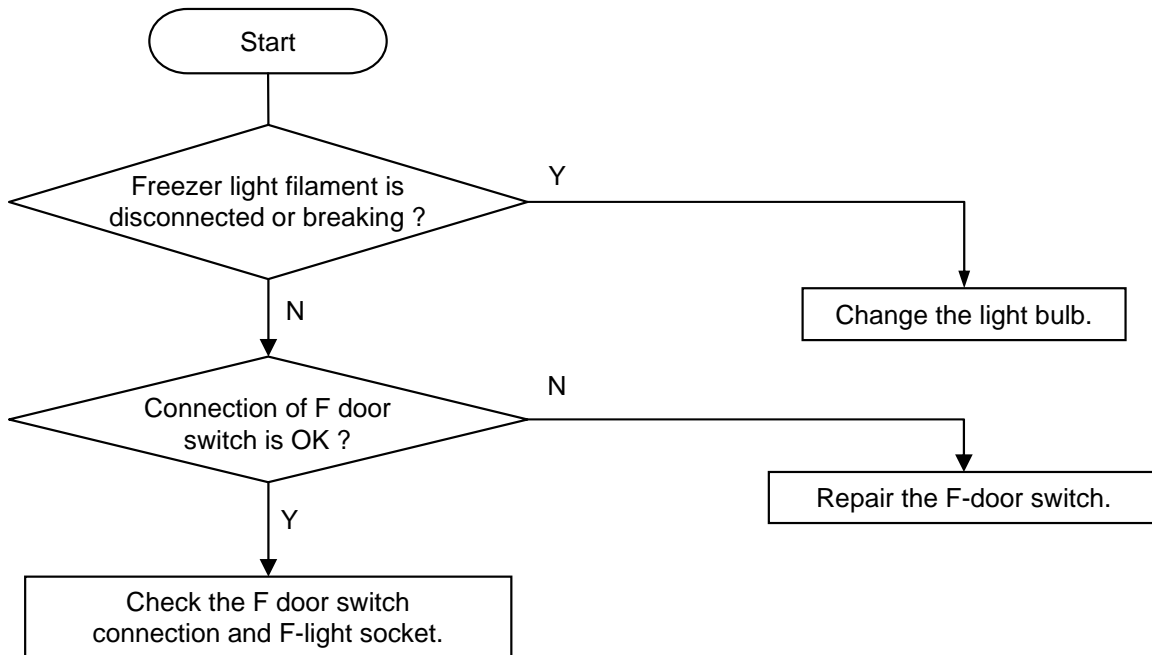 Start
Freezer light filament is
disconnected or breaking ?
Y
Change the light bulb.
N
Connection of F door
switch is OK ?
N
Repair the F-door switch.
Y
Check the F door switch
connection and F-light socket.